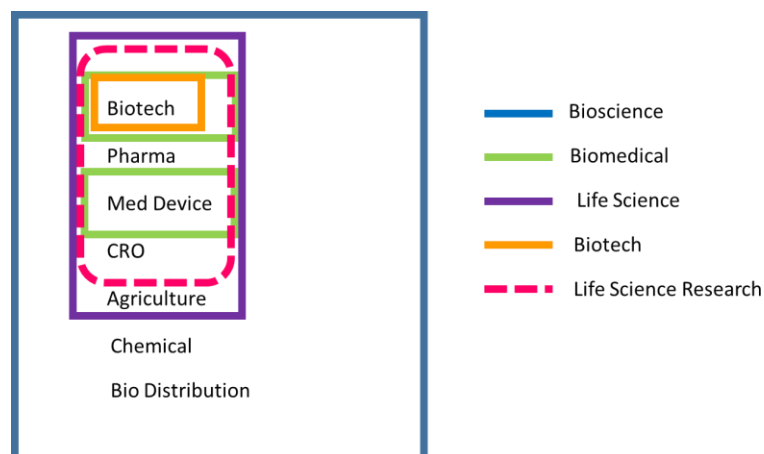 Biotech
Pharma
Med Device
CRO
Agriculture
Chemical
Bio Distribution
Bioscience
Biomedical
Life Science
Biotech
Life Science Research